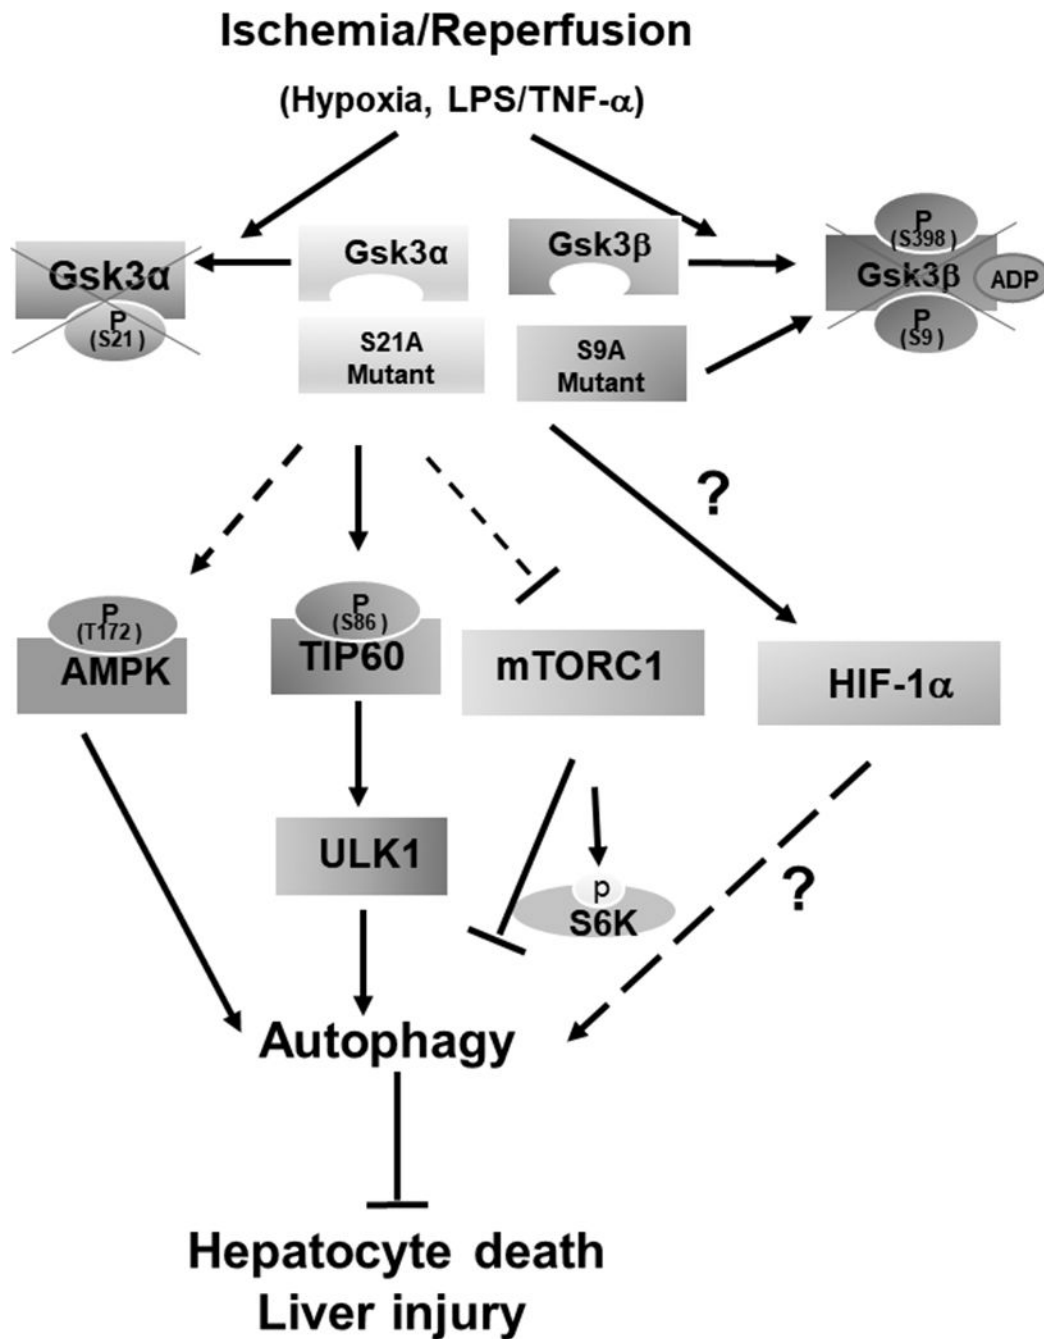 Ischemia/Reperfusion
(Hypoxia, LPS/TNF-α)
Gsk3α
P
(S21)
Gsk3α
Gsk3β
P
(S398)
Gsk3β
ADP
P
(S9)
S21A
Mutant
S9A
Mutant
?
P
(T172)
AMPK
P
(S86)
TIP60
mTORC1
HIF-1α
ULK1
p
S6K
?
Autophagy
Hepatocyte death
Liver injury